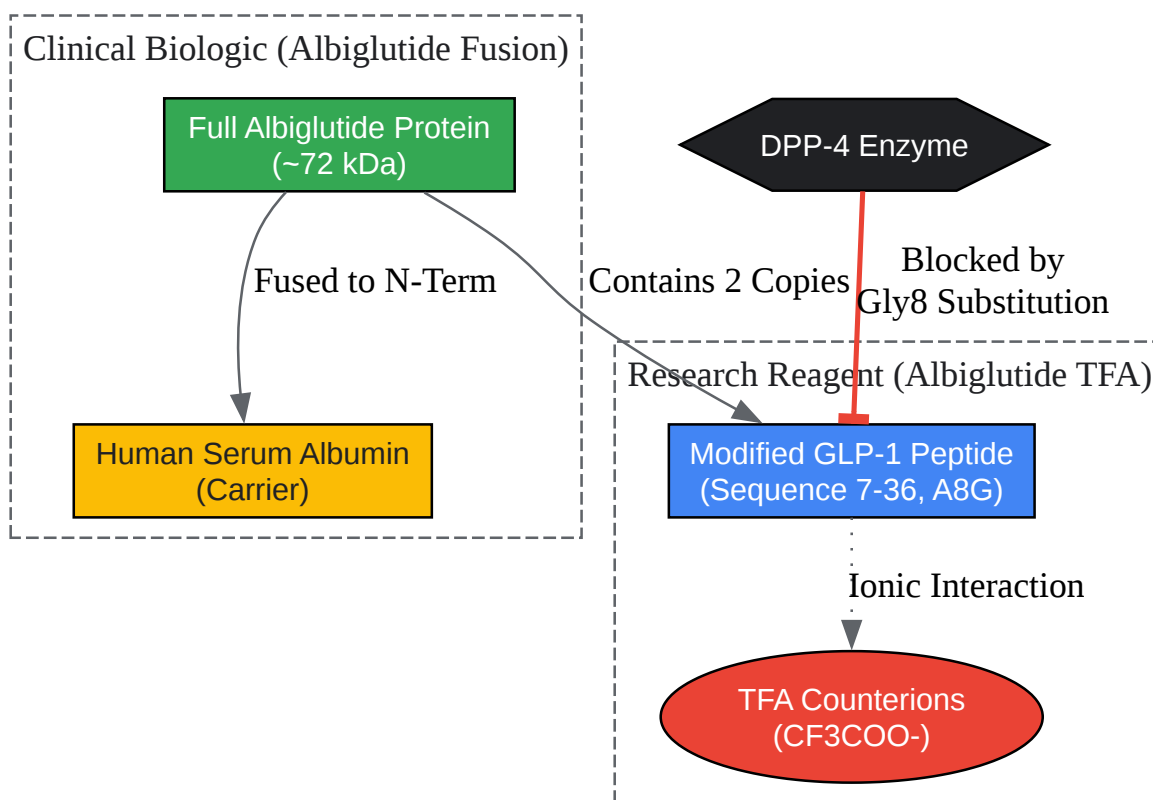 Clinical Biologic (Albiglutide Fusion)
Full Albiglutide Protein
(~72 kDa)
DPP-4 Enzyme
Fused to N-Term
Contains 2 Copies
Blocked by
Gly8 Substitution
Research Reagent (Albiglutide TFA)
Human Serum Albumin
(Carrier)
Modified GLP-1 Peptide
(Sequence 7-36, A8G)
Ionic Interaction
TFA Counterions
(CF3COO-)